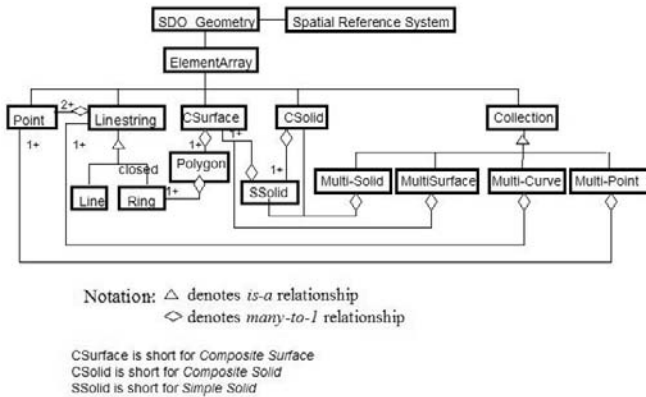 SDO_Geometry
Spatial Reference System
ElementArray
Point
2+
Linestring
CSurface
CSolid
Collection
1+
1+
1+
1+
closed
Polygon
1+
1+
Line
Ring
SSolid
Multi-Solid
MultiSurface
Multi-Curve
Multi-Point
Notation: denotes is-a relationship
denotes many-to-1 relationship
CSurface is short for Composite Surface
CSolid is short for Composite Solid
SSolid is short for Simple Solid